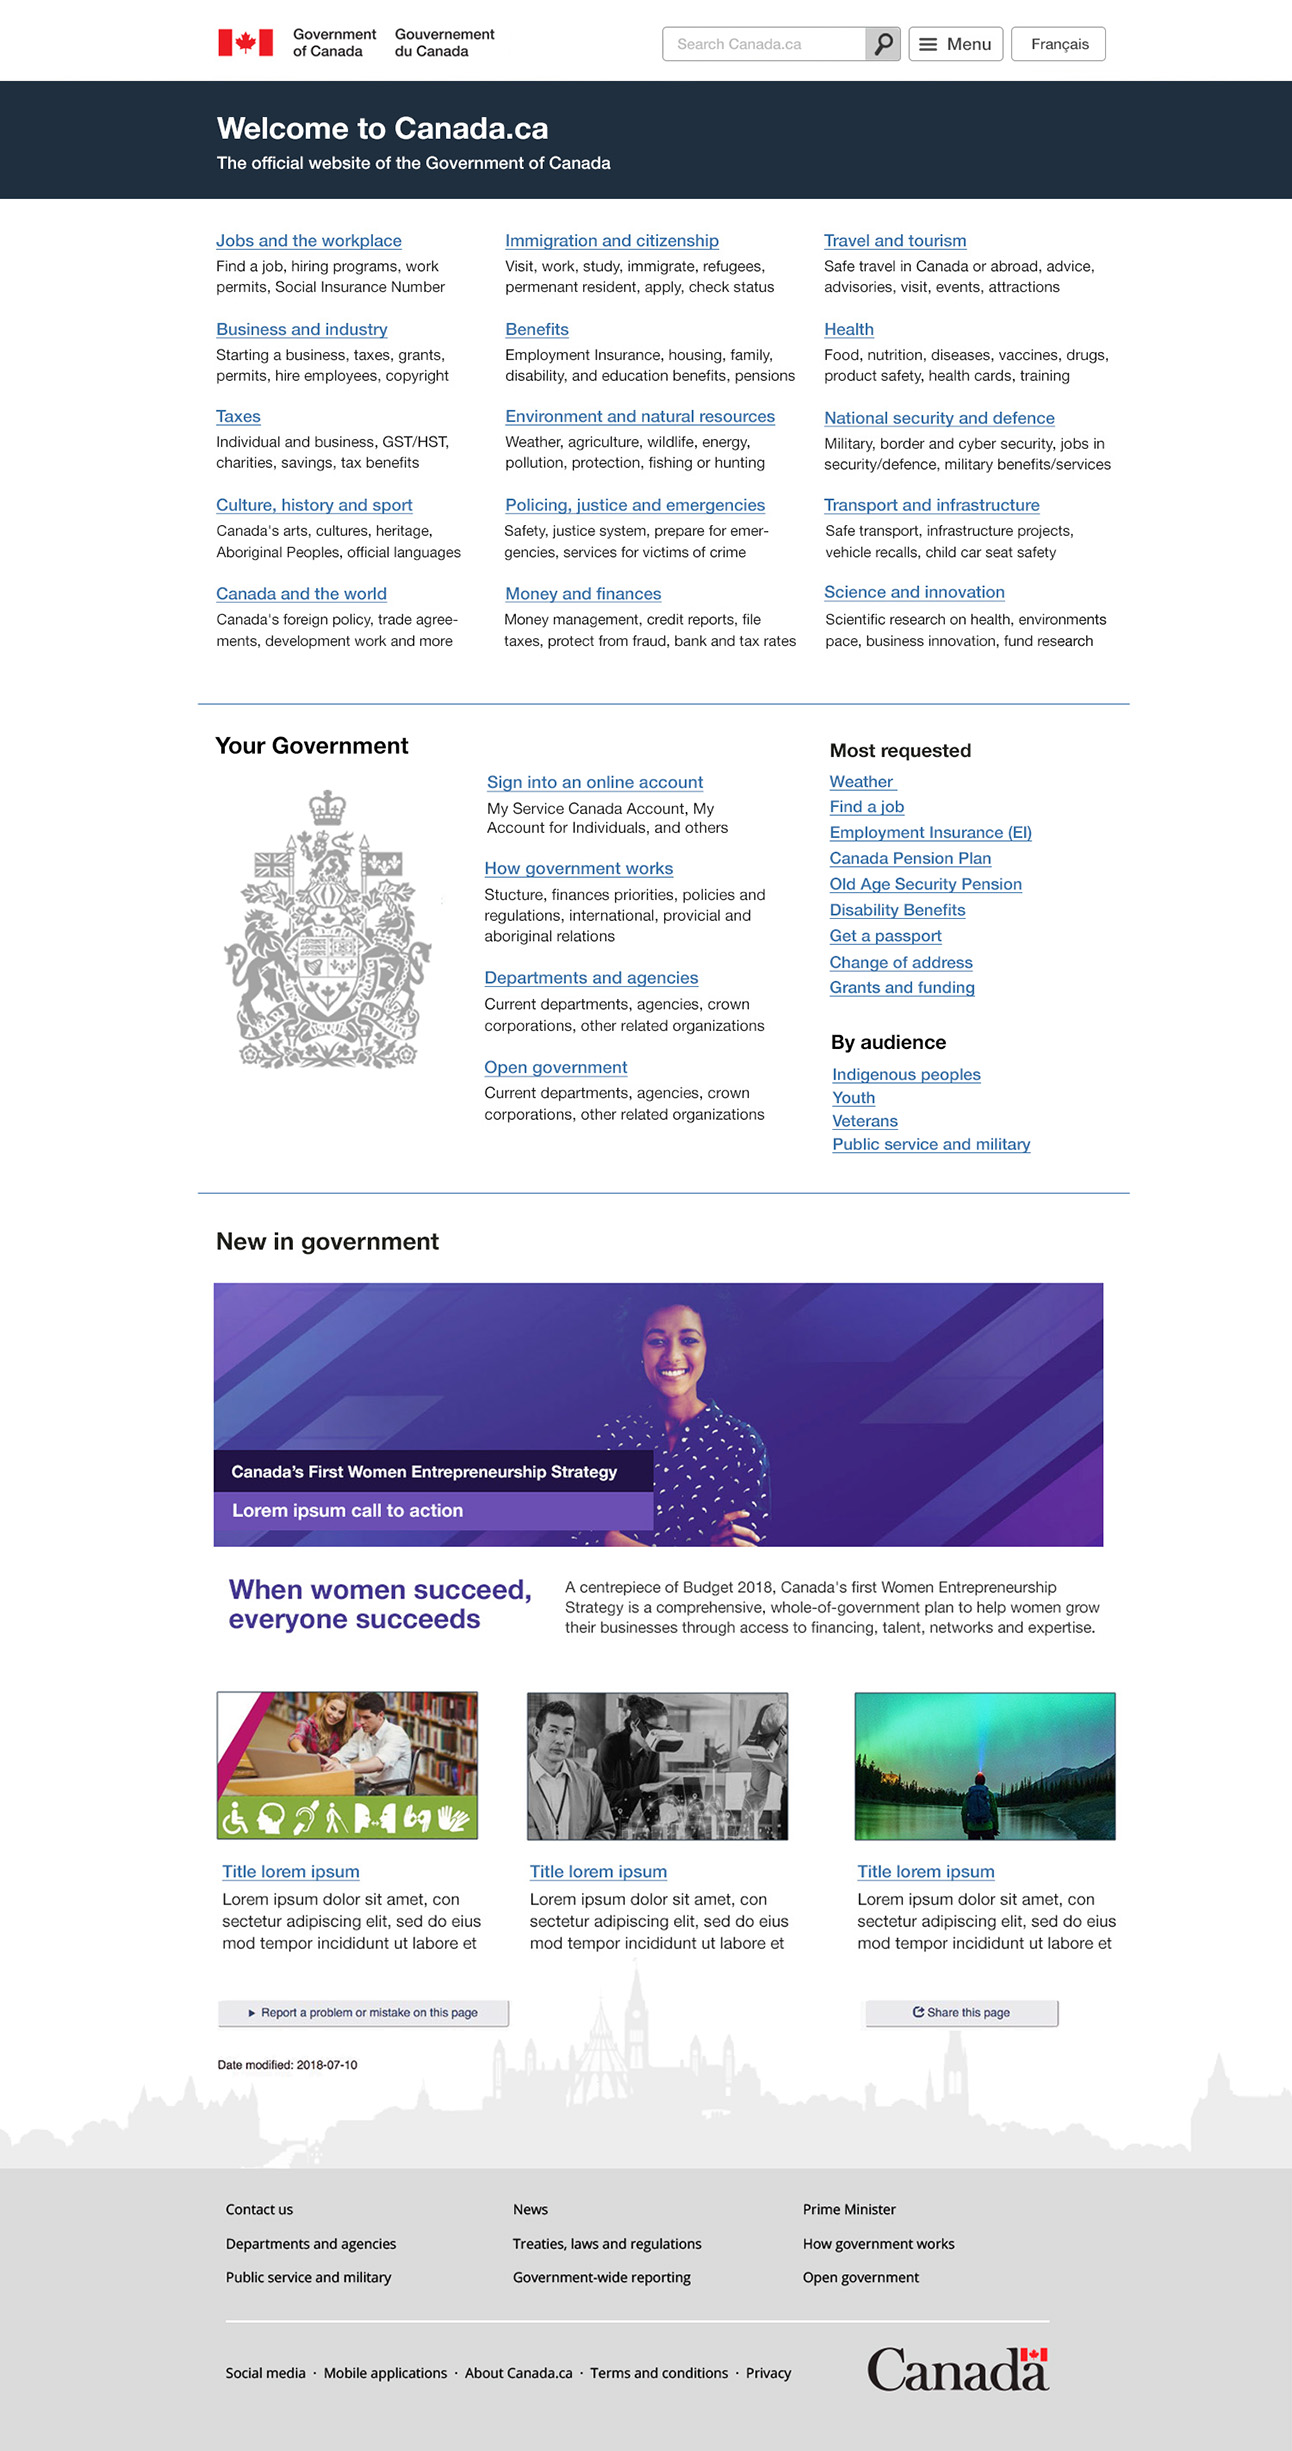 Government
of Canada
Gouvernement
du Canada
Search Canada.ca
Menu
Français
Welcome to Canada.ca
The official website of the Government of Canada
Jobs and the workplace
Find a job, hiring programs, work
permits, Social Insurance Number
Immigration and citizenship
Visit, work, study, immigrate, refugees,
permenant resident, apply, check status
Travel and tourism
Safe travel in Canada or abroad, advice,
advisories, visit, events, attractions
Business and industry
Starting a business, taxes, grants,
permits, hire employees, copyright
Benefits
Employment Insurance, housing, family,
disability, and education benefits, pensions
Health
Food, nutrition, diseases, vaccines, drugs,
product safety, health cards, training
Taxes
Individual and business, GST/HST,
charities, savings, tax benefits
Environment and natural resources
Weather, agriculture, wildlife, energy,
pollution, protection, fishing or hunting
National security and defence
Military, border and cyber security, jobs in
security/defence, military benefits/services
Culture, history and sport
Canada's arts, cultures, heritage,
Aboriginal Peoples, official languages
Policing, justice and emergencies
Safety, justice system, prepare for emer-
gencies, services for victims of crime
Transport and infrastructure
Safe transport, infrastructure projects,
vehicle recalls, child car seat safety
Canada and the world
Canada's foreign policy, trade agree-
ments, development work and more
Money and finances
Money management, credit reports, file
taxes, protect from fraud, bank and tax rates
Science and innovation
Scientific research on health, environments
pace, business innovation, fund research
Your Government
Sign into an online account
My Service Canada Account, My
Account for Individuals, and others
How government works
Stucture, finances priorities, policies and
regulations, international, provicial and
aboriginal relations
Departments and agencies
Current departments, agencies, crown
corporations, other related organizations
Open government
Current departments, agencies, crown
corporations, other related organizations
Most requested
Weather
Find a job
Employment Insurance (EI)
Canada Pension Plan
Old Age Security Pension
Disability Benefits
Get a passport
Change of address
Grants and funding
By audience
Indigenous peoples
Youth
Veterans
Public service and military
New in government
Canada's First Women Entrepreneurship Strategy
Lorem ipsum call to action
When women succeed,
everyone succeeds
A centrepiece of Budget 2018, Canada's first Women Entrepreneurship
Strategy is a comprehensive, whole-of-government plan to help women grow
their businesses through access to financing, talent, networks and expertise.
Title lorem ipsum
Lorem ipsum dolor sit amet, con
sectetur adipiscing elit, sed do eius
mod tempor incididunt ut labore et
Title lorem ipsum
Lorem ipsum dolor sit amet, con
sectetur adipiscing elit, sed do eius
mod tempor incididunt ut labore et
Title lorem ipsum
Lorem ipsum dolor sit amet, con
sectetur adipiscing elit, sed do eius
mod tempor incididunt ut labore et
Report a problem or mistake on this page
Share this page
Date modified: 2018-07-10
Contact us
News
Prime Minister
Departments and agencies
Treaties, laws and regulations
How government works
Public service and military
Government-wide reporting
Open government
Social media · Mobile applications · About Canada.ca · Terms and conditions · Privacy
Canada